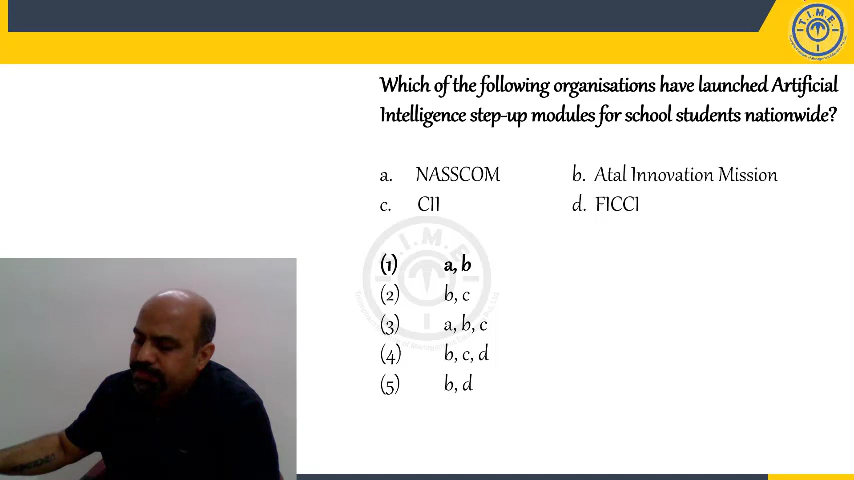 T.I.M.E.
Which of the following organisations have launched Artificial
Intelligence step-up modules for school students nationwide?
a. NASSCOM b. Atal Innovation Mission
c. CII d. FICCI
(1) a, b
(2) b, c
(3) a, b, c
(4) b, c, d
(5) b, d